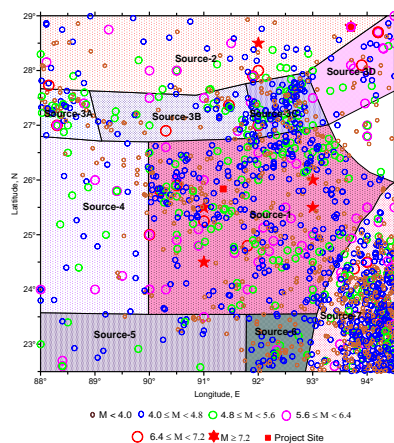 29°
28°
27°
26°
25°
24°
23°
Latitude, N
Source-2
Source-3D
Source-3A
Source-3B
Source-4
Source-1
Source-5
88°
89°
90°
91°
92°
93°
94°
Longitude, E
M < 4.0
4.0 ≤ M < 4.8
4.8 ≤ M < 5.6
5.6 ≤ M < 6.4
6.4 ≤ M < 7.2
M ≥ 7.2
Project Site